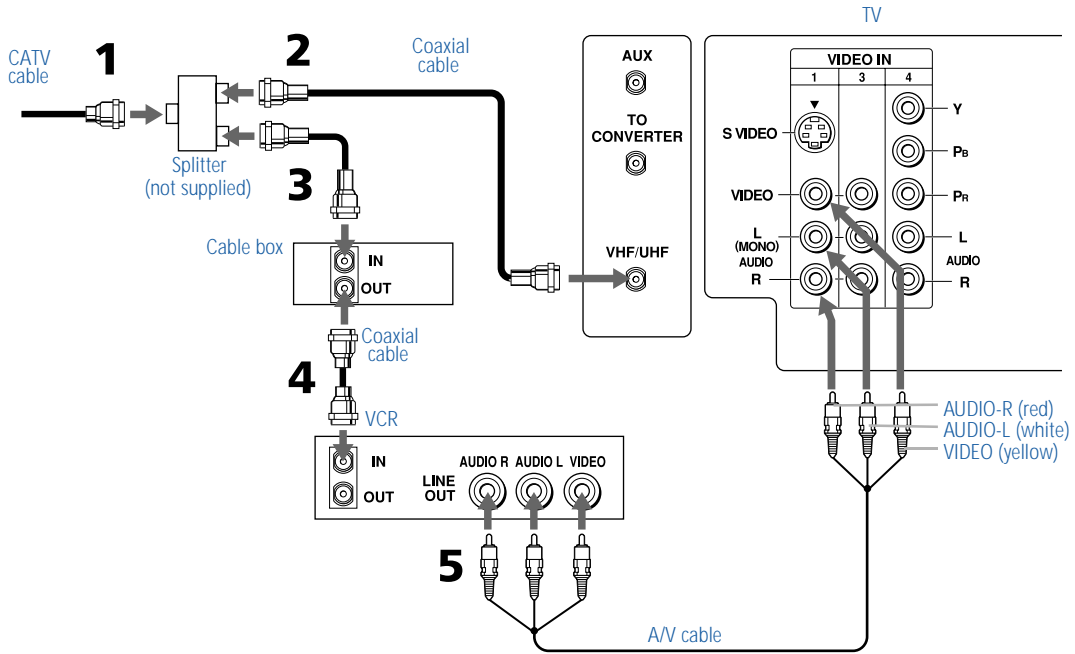 TV
CATV
cable
1
2
Coaxial
cable
Splitter
(not supplied)
3
Cable box
IN
OUT
Coaxial
cable
4
VCR
IN
OUT
LINE
OUT
AUDIO R AUDIO L VIDEO
5
A/V cable
AUX
TO
CONVERTER
VHF/UHF
VIDEO IN
1 3 4
S VIDEO
VIDEO
L
(MONO)
AUDIO
R
Y
PB
PR
L
AUDIO
R
AUDIO-R (red)
AUDIO-L (white)
VIDEO (yellow)